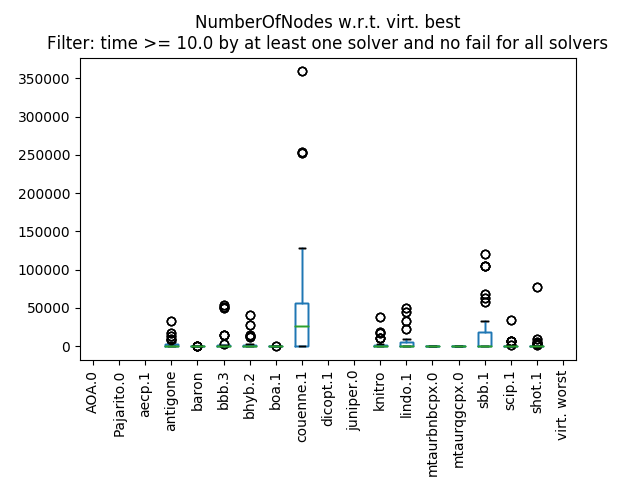 NumberOfNodes w.r.t. virt. best
Filter: time >= 10.0 by at least one solver and no fail for all solvers
350000
300000
250000
200000
150000
100000
50000
0
AOA.0
Pajarito.0
aecp.1
antigone
baron
bbb.3
bhyb.2
boa.1
couenne.1
dicopt.1
juniper.0
knitro
lindo.1
mtaurbnbcpx.0
mtaurqgcpx.0
sbb.1
scip.1
shot.1
virt. worst